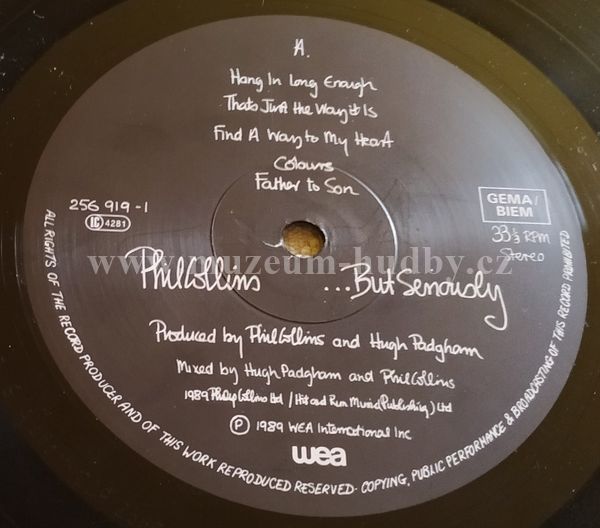 A.
Hang In Long Enough
Thats Just the Way It Is
Find A Way to My Heart
Colours
Father to Son
256 919-1
LC 4281
GEMA/
BIEM
33 1/3 RPM
Stereo
www.muzeum-hudby.cz
Phil Collins ...But Seriously
Produced by Phil Collins and Hugh Padgham
Mixed by Hugh Padgham and Phil Collins
1989 Philip Collins Ltd / Hit and Run Music (Publishing) Ltd
P 1989 WEA International Inc
wea
ALL RIGHTS OF THE RECORD PRODUCER AND OF THIS WORK REPRODUCED RESERVED · COPYING, PUBLIC PERFORMANCE & BROADCASTING OF THIS RECORD PROHIBITED